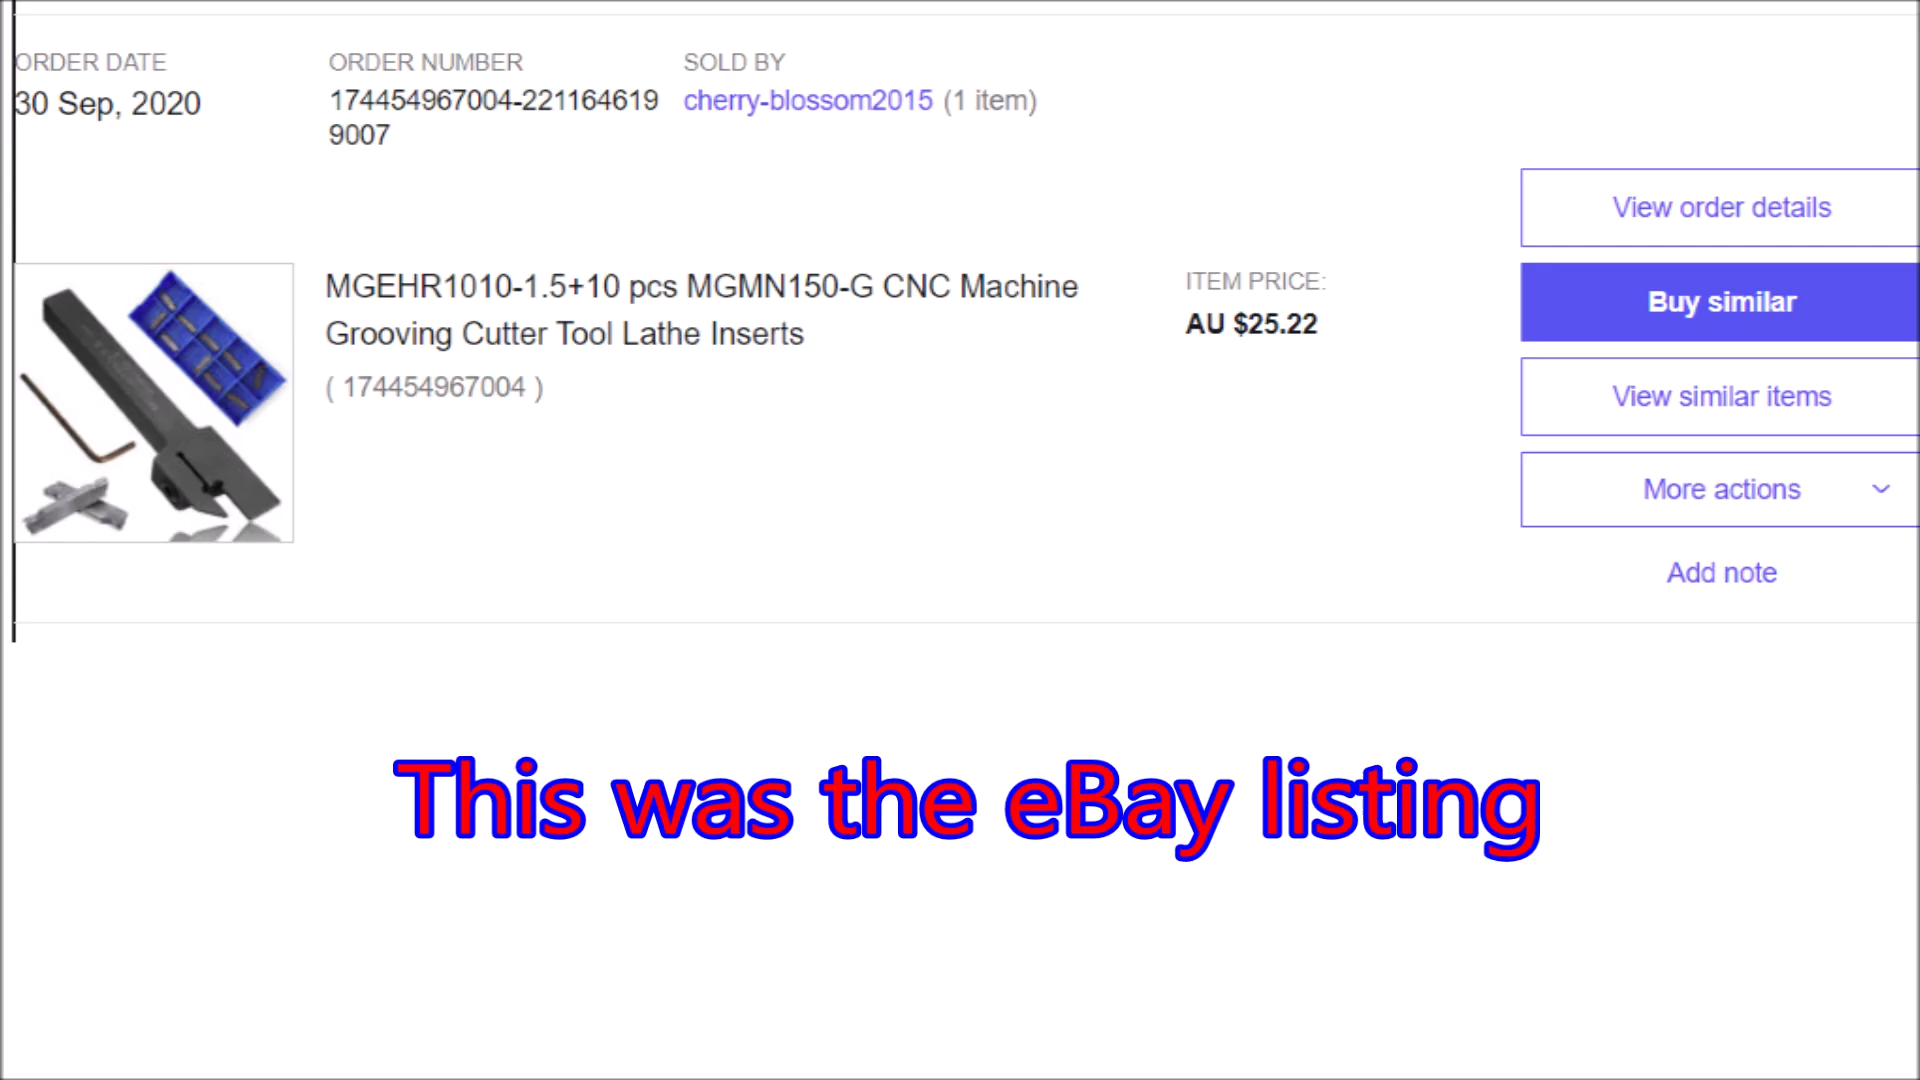 ORDER DATE
30 Sep, 2020
ORDER NUMBER
174454967004-221164619
9007
SOLD BY
cherry-blossom2015 (1 item)
MGEHR1010-1.5+10 pcs MGMN150-G CNC Machine
Grooving Cutter Tool Lathe Inserts
( 174454967004 )
ITEM PRICE:
AU $25.22
View order details
Buy similar
View similar items
More actions
Add note
This was the eBay listing